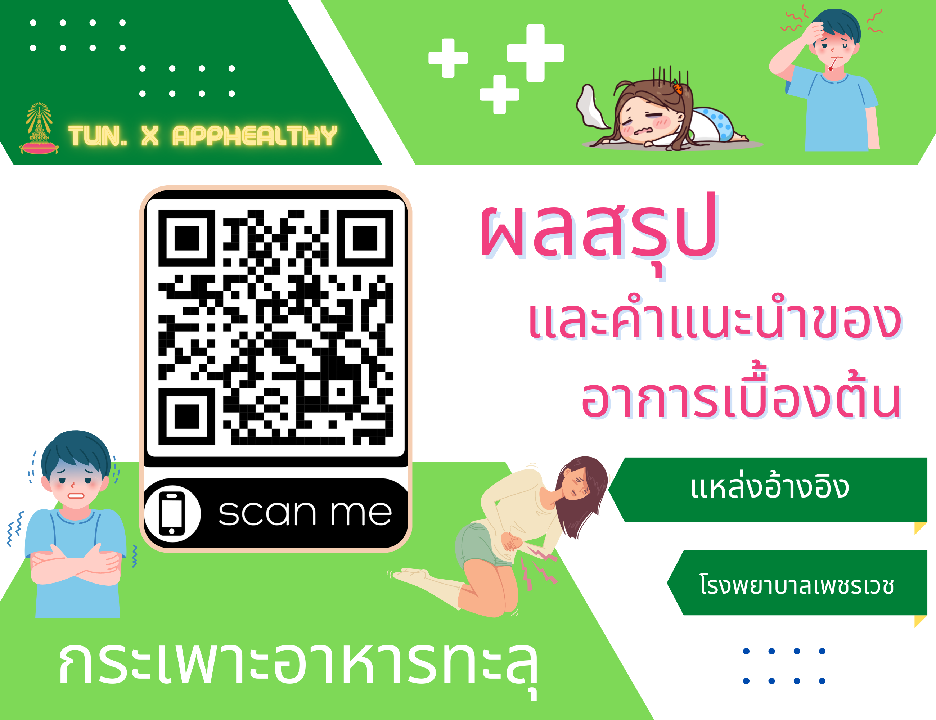 TUN. X APPHEALTHY
ผลสรุป
และคำแนะนำของ
อาการเบื้องต้น
scan me
แหล่งอ้างอิง
โรงพยาบาลเพชรเวช
กระเพาะอาหารทะลุ